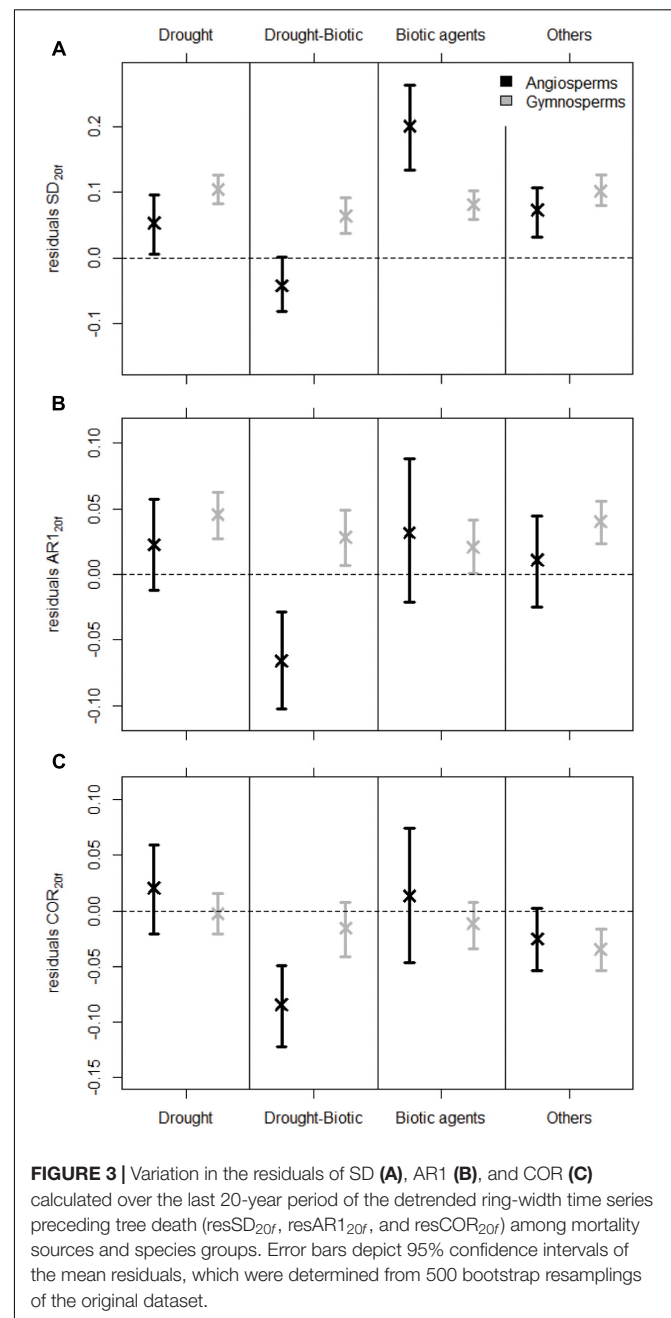 Drought Drought-Biotic Biotic agents Others
A
Angiosperms
Gymnosperms
residuals SD20f
0.2
0.1
0.0
-0.1
B
residuals AR120f
0.10
0.05
0.00
-0.05
-0.10
C
residuals COR20f
0.10
0.05
0.00
-0.05
-0.10
-0.15
Drought Drought-Biotic Biotic agents Others
FIGURE 3 | Variation in the residuals of SD (A), AR1 (B), and COR (C)
calculated over the last 20-year period of the detrended ring-width time series
preceding tree death (resSD20f, resAR120f, and resCOR20f) among mortality
sources and species groups. Error bars depict 95% confidence intervals of
the mean residuals, which were determined from 500 bootstrap resamplings
of the original dataset.